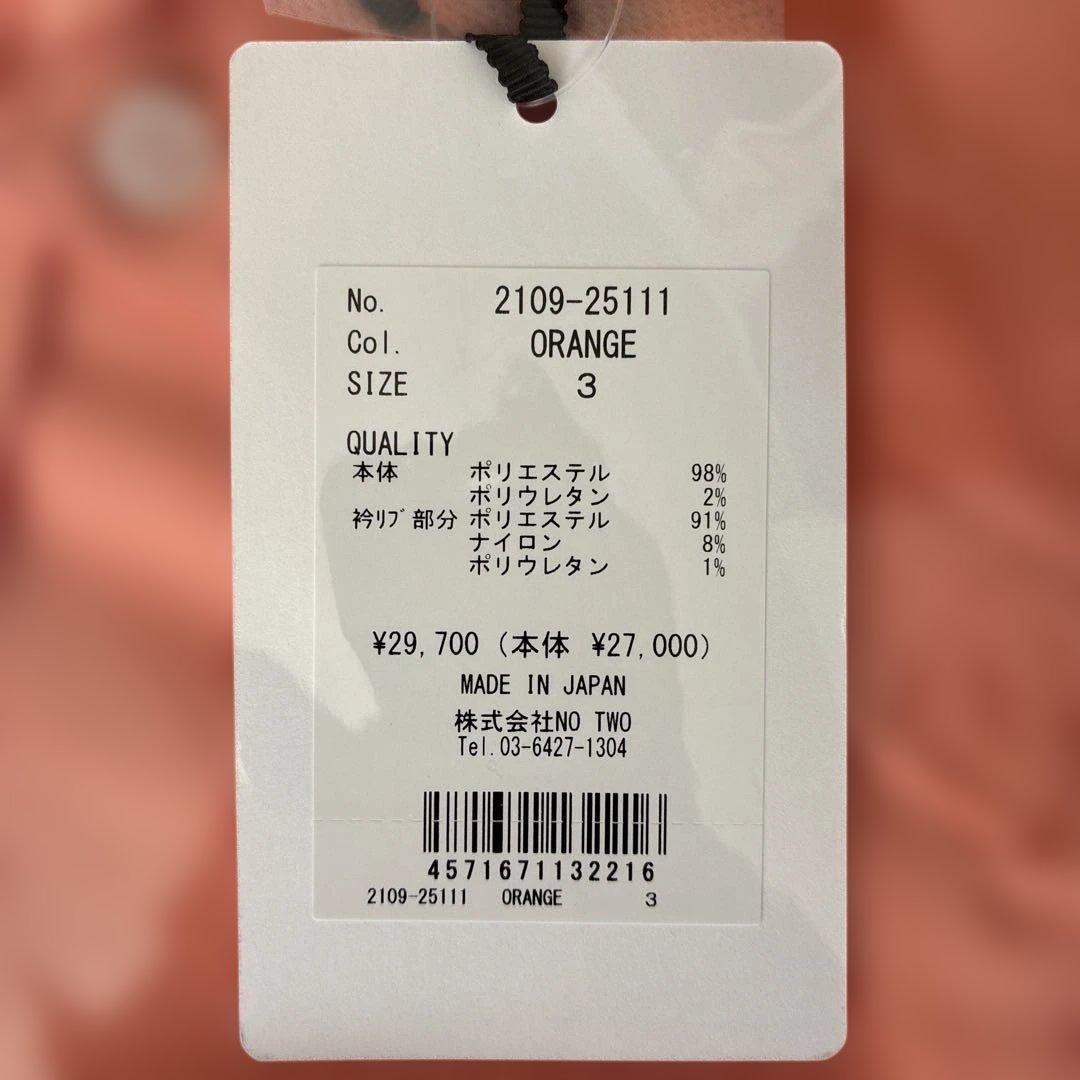 No. 2109-25111
Col. ORANGE
SIZE 3
QUALITY
本体 ポリエステル 98%
ポリウレタン 2%
衿ﾘﾌﾞ部分 ポリエステル 91%
ナイロン 8%
ポリウレタン 1%
¥29,700 (本体 ¥27,000)
MADE IN JAPAN
株式会社NO TWO
Tel.03-6427-1304
4571671132216
2109-25111 ORANGE 3